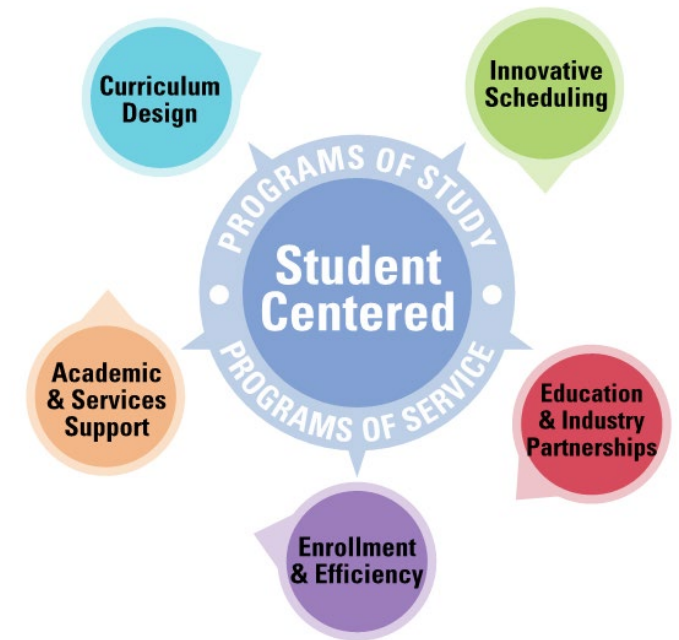 Curriculum
Design
Innovative
Scheduling
PROGRAMS OF STUDY
Student
Centered
PROGRAMS OF SERVICE
Academic
& Services
Support
Education
& Industry
Partnerships
Enrollment
& Efficiency